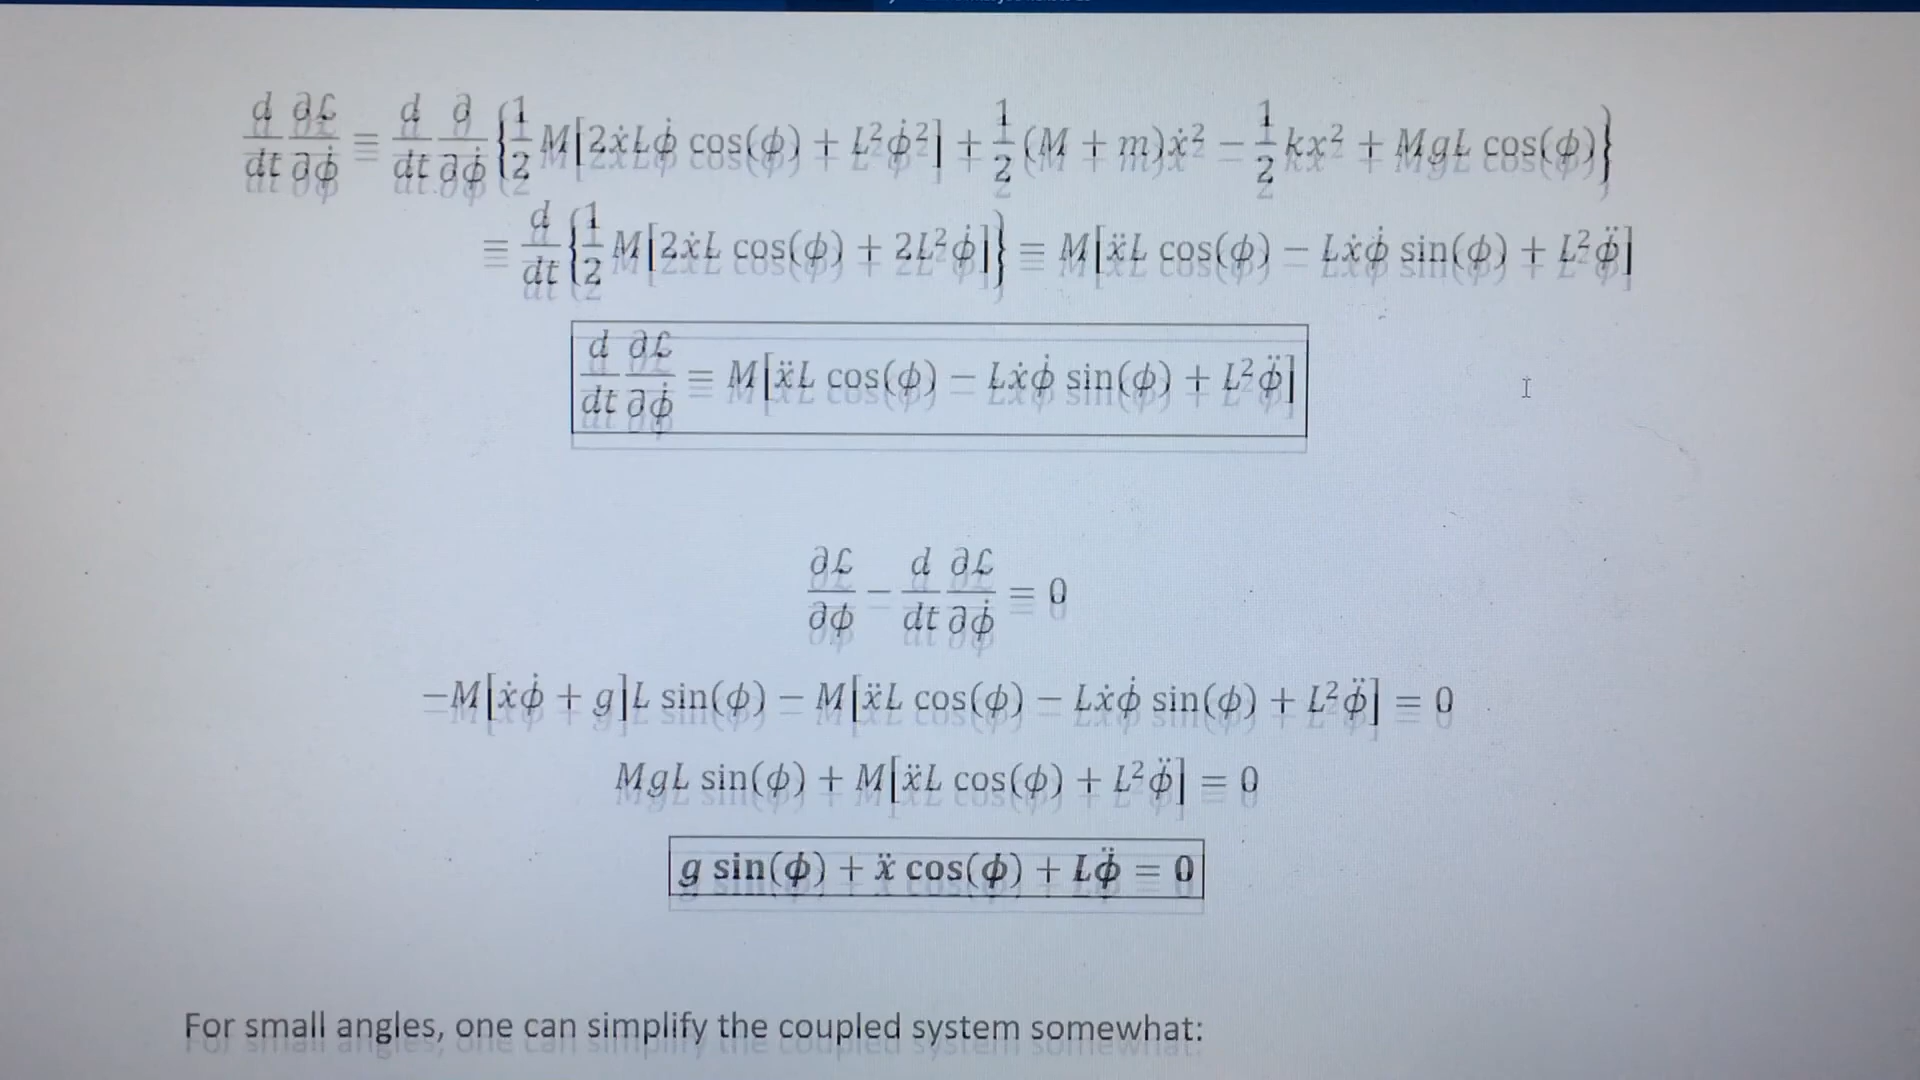 d/dt ∂ℒ/∂ϕ̇ = d/dt ∂/∂ϕ̇ {1/2 M[2ẋLϕ̇ cos(ϕ) + L²ϕ̇²] + 1/2 (M + m)ẋ² − 1/2 kx² + MgL cos(ϕ)}
= d/dt {1/2 M[2ẋL cos(ϕ) + 2L²ϕ̇]} = M[ẍL cos(ϕ) − Lẋϕ̇ sin(ϕ) + L²ϕ̈]
d/dt ∂ℒ/∂ϕ̇ = M[ẍL cos(ϕ) − Lẋϕ̇ sin(ϕ) + L²ϕ̈]
∂ℒ/∂ϕ − d/dt ∂ℒ/∂ϕ̇ = 0
−M[ẋϕ̇ + g]L sin(ϕ) − M[ẍL cos(ϕ) − Lẋϕ̇ sin(ϕ) + L²ϕ̈] = 0
MgL sin(ϕ) + M[ẍL cos(ϕ) + L²ϕ̈] = 0
g sin(ϕ) + ẍ cos(ϕ) + Lϕ̈ = 0
For small angles, one can simplify the coupled system somewhat: